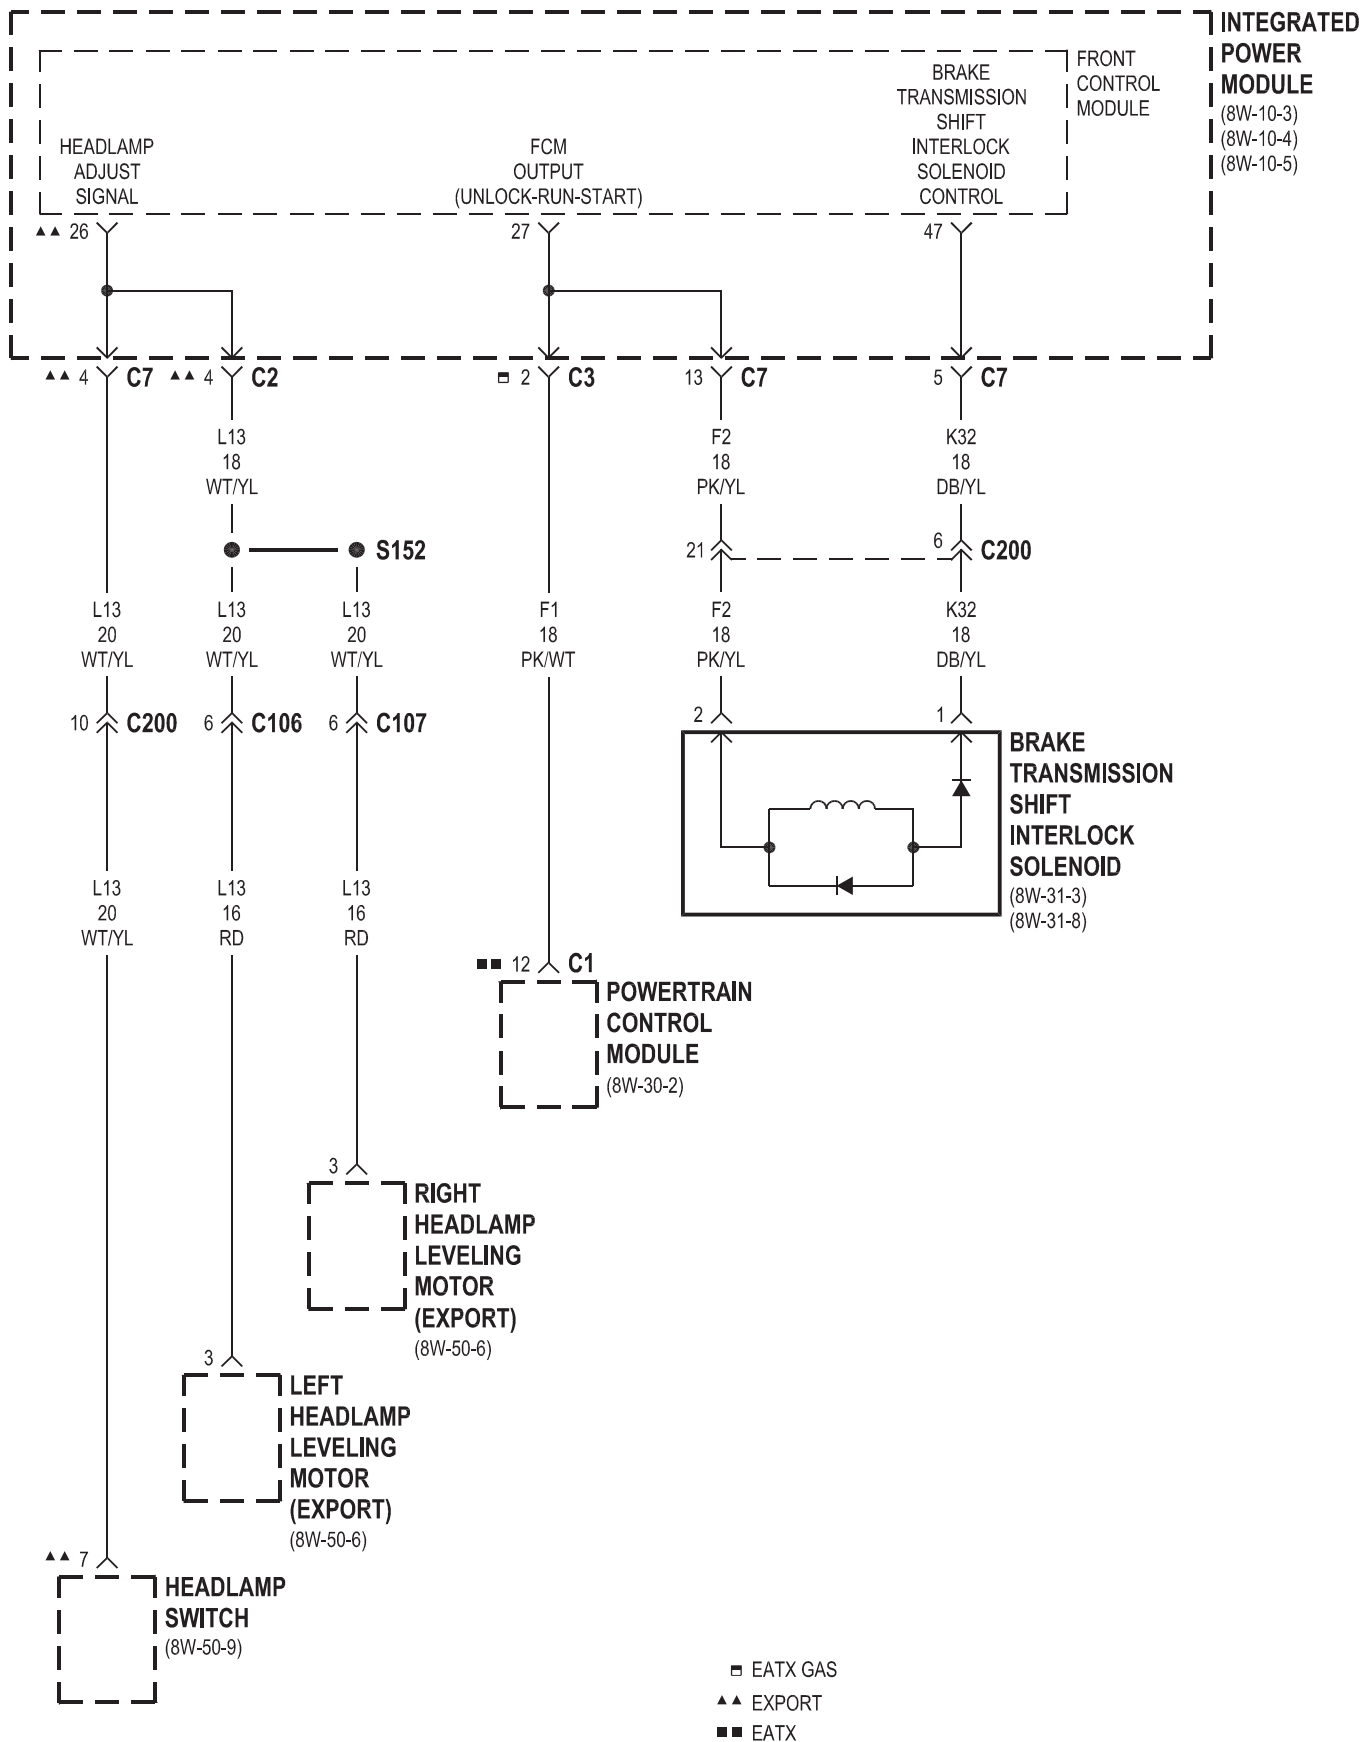 INTEGRATED
POWER
MODULE
(8W-10-3)
(8W-10-4)
(8W-10-5)
FRONT
CONTROL
MODULE
HEADLAMP
ADJUST
SIGNAL
FCM
OUTPUT
(UNLOCK-RUN-START)
BRAKE
TRANSMISSION
SHIFT
INTERLOCK
SOLENOID
CONTROL
26
27
47
4 C7
4 C2
2 C3
13 C7
5 C7
L13
18
WT/YL
F2
18
PK/YL
K32
18
DB/YL
S152
21
6 C200
L13
20
WT/YL
L13
20
WT/YL
L13
20
WT/YL
F1
18
PK/WT
F2
18
PK/YL
K32
18
DB/YL
10 C200
6 C106
6 C107
2
1
BRAKE
TRANSMISSION
SHIFT
INTERLOCK
SOLENOID
(8W-31-3)
(8W-31-8)
L13
20
WT/YL
L13
16
RD
L13
16
RD
12 C1
POWERTRAIN
CONTROL
MODULE
(8W-30-2)
3
RIGHT
HEADLAMP
LEVELING
MOTOR
(EXPORT)
(8W-50-6)
3
LEFT
HEADLAMP
LEVELING
MOTOR
(EXPORT)
(8W-50-6)
7
HEADLAMP
SWITCH
(8W-50-9)
EATX GAS
EXPORT
EATX